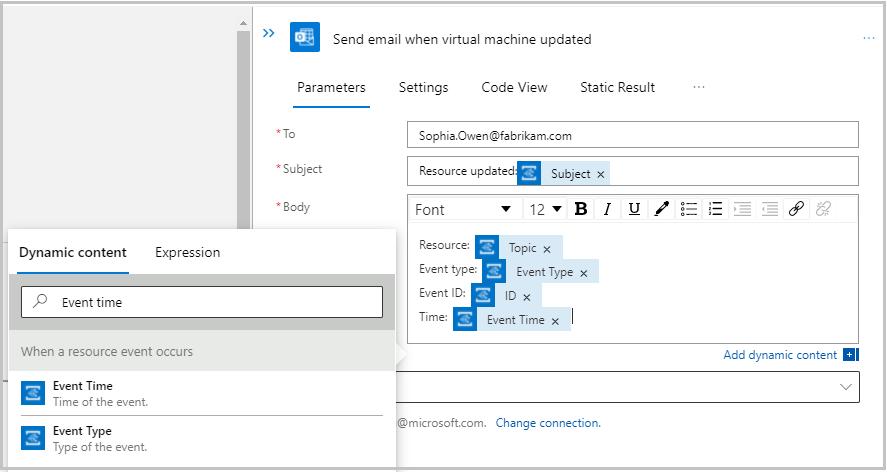 Send email when virtual machine updated
...
Parameters Settings Code View Static Result ...
*To Sophia.Owen@fabrikam.com
*Subject Resource updated: Subject ×
*Body
Font 12 B I U
Resource: Topic ×
Event type: Event Type ×
Event ID: ID ×
Time: Event Time ×
Add dynamic content
@microsoft.com. Change connection.
Dynamic content Expression
Event time
When a resource event occurs
Event Time
Time of the event.
Event Type
Type of the event.